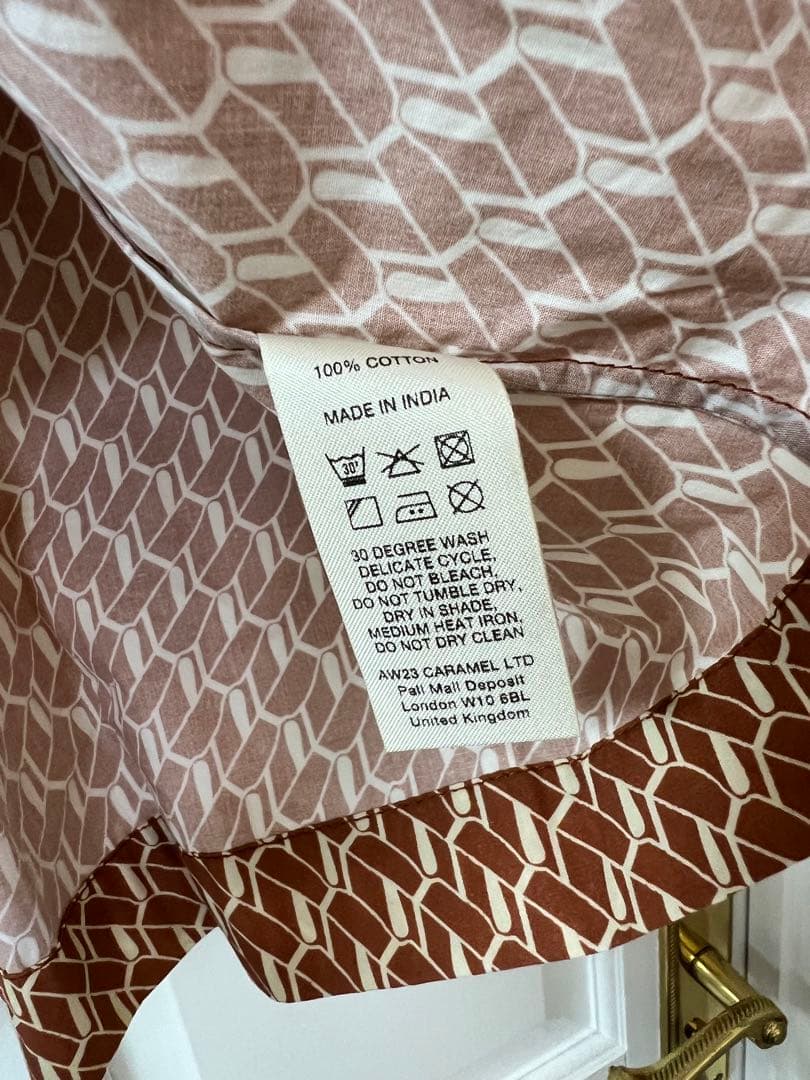 100% COTTON
MADE IN INDIA
30°
30 DEGREE WASH
DELICATE CYCLE,
DO NOT BLEACH,
DO NOT TUMBLE DRY,
DRY IN SHADE,
MEDIUM HEAT IRON,
DO NOT DRY CLEAN
AW23 CARAMEL LTD
Pall Mall Deposit
London W10 6BL
United Kingdom